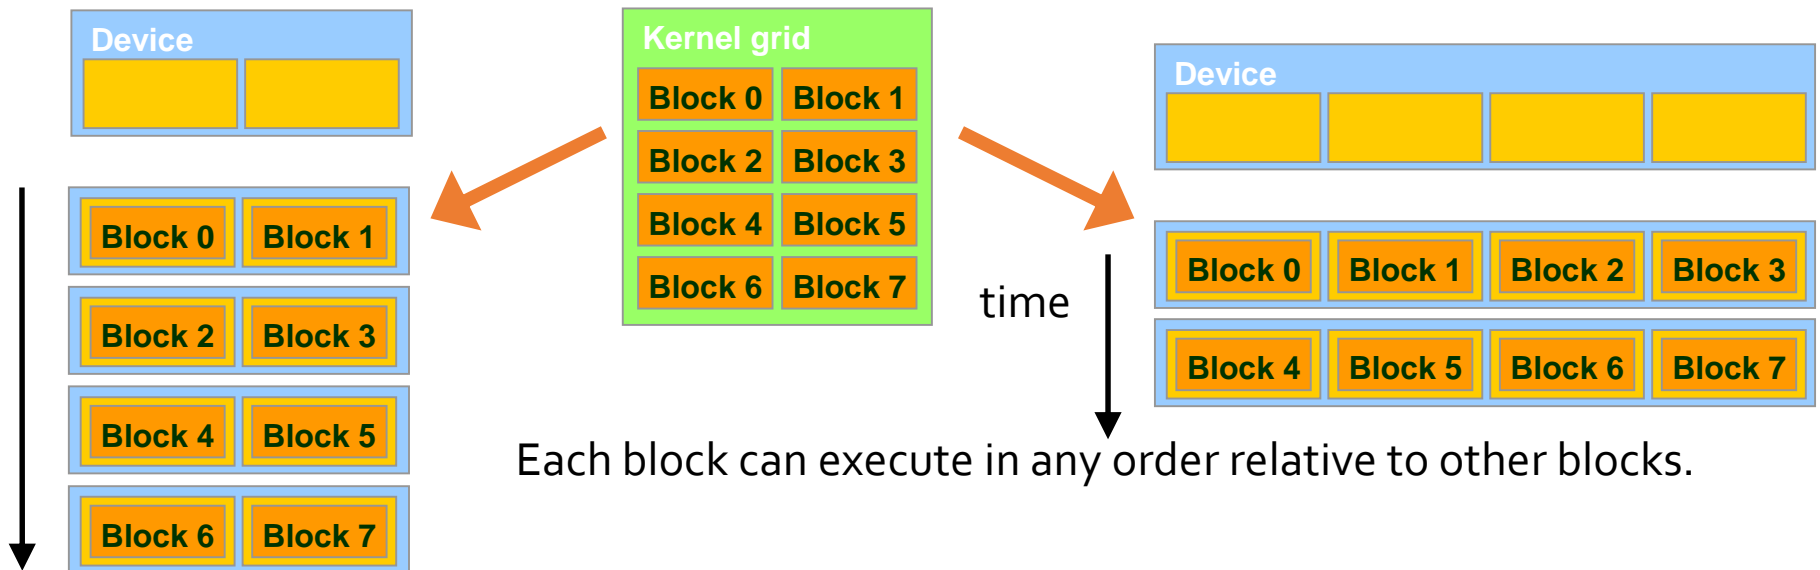 Device
Block 0 Block 1
Block 2 Block 3
Block 4 Block 5
Block 6 Block 7
Kernel grid
Block 0 Block 1
Block 2 Block 3
Block 4 Block 5
Block 6 Block 7
Device
time
Block 0 Block 1 Block 2 Block 3
Block 4 Block 5 Block 6 Block 7
Each block can execute in any order relative to other blocks.